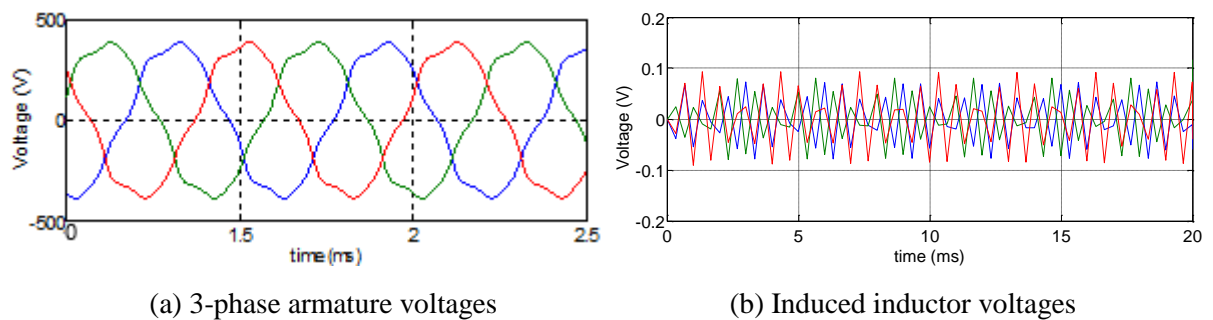 500
0
-500
Voltage (V)
0 1.5 2 2.5
time (ms)
(a) 3-phase armature voltages
0.2
0.1
0
-0.1
-0.2
Voltage (V)
0 5 10 15 20
time (ms)
(b) Induced inductor voltages